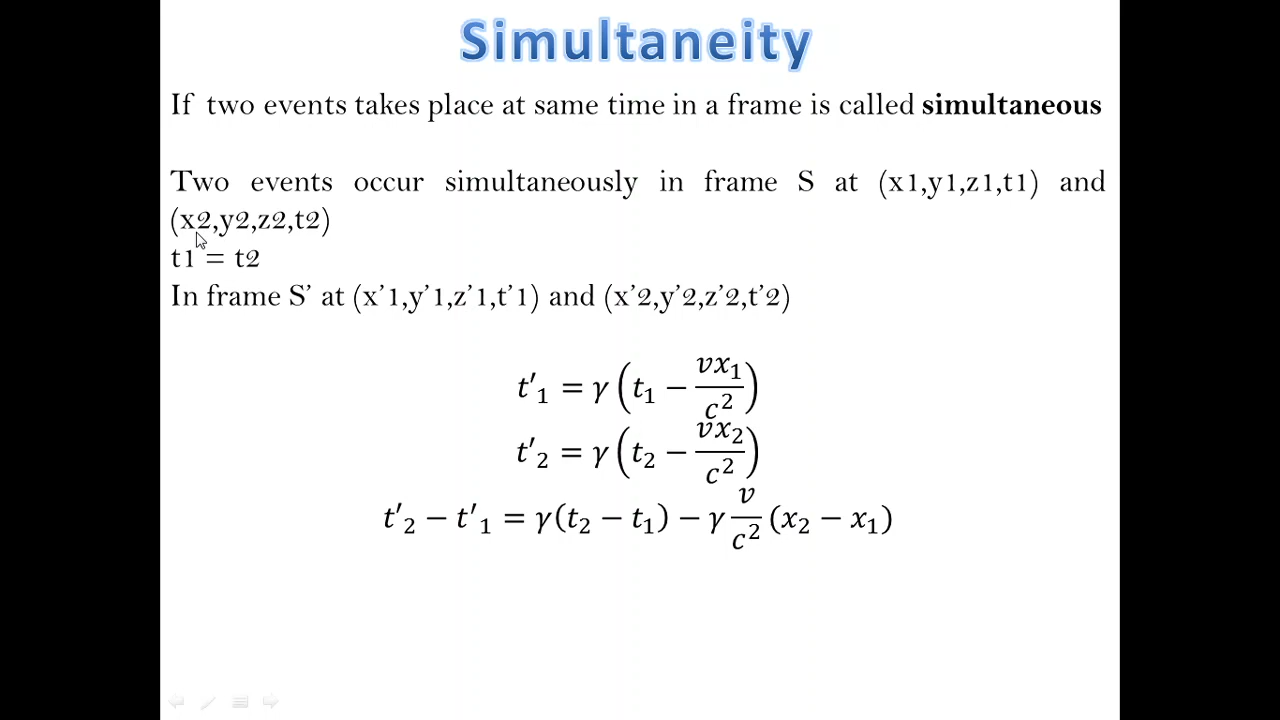 Simultaneity
If two events takes place at same time in a frame is called simultaneous
Two events occur simultaneously in frame S at (x1,y1,z1,t1) and
(x2,y2,z2,t2)
t1 = t2
In frame S’ at (x’1,y’1,z’1,t’1) and (x’2,y’2,z’2,t’2)
t′₁ = γ(t₁ − vx₁/c²)
t′₂ = γ(t₂ − vx₂/c²)
t′₂ − t′₁ = γ(t₂ − t₁) − γ v/c² (x₂ − x₁)